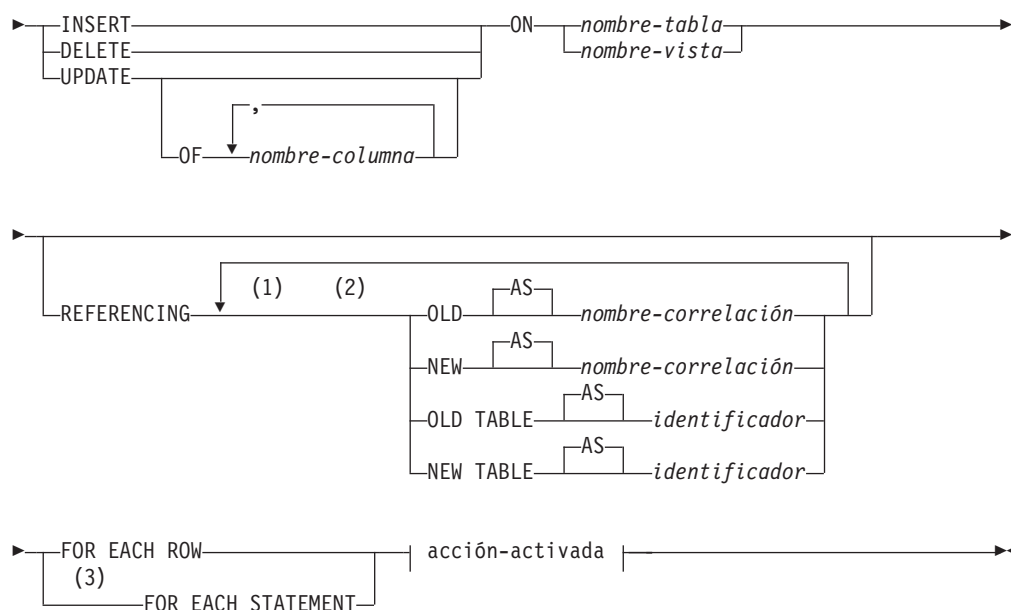 INSERT ON nombre-tabla
DELETE nombre-vista
UPDATE
,
OF nombre-columna
(1) (2) AS
REFERENCING OLD nombre-correlación
AS
NEW nombre-correlación
AS
OLD TABLE identificador
AS
NEW TABLE identificador
FOR EACH ROW acción-activada
(3)
FOR EACH STATEMENT